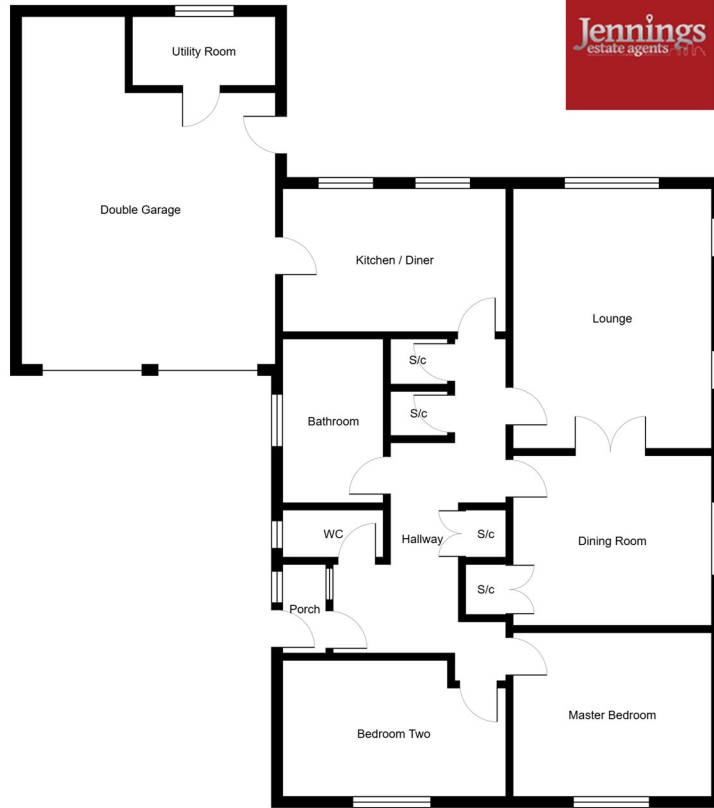 Jennings
estate agents
Utility Room
Double Garage
Kitchen / Diner
Lounge
S/c
S/c
Bathroom
WC
Hallway
S/c
Dining Room
S/c
Porch
Bedroom Two
Master Bedroom